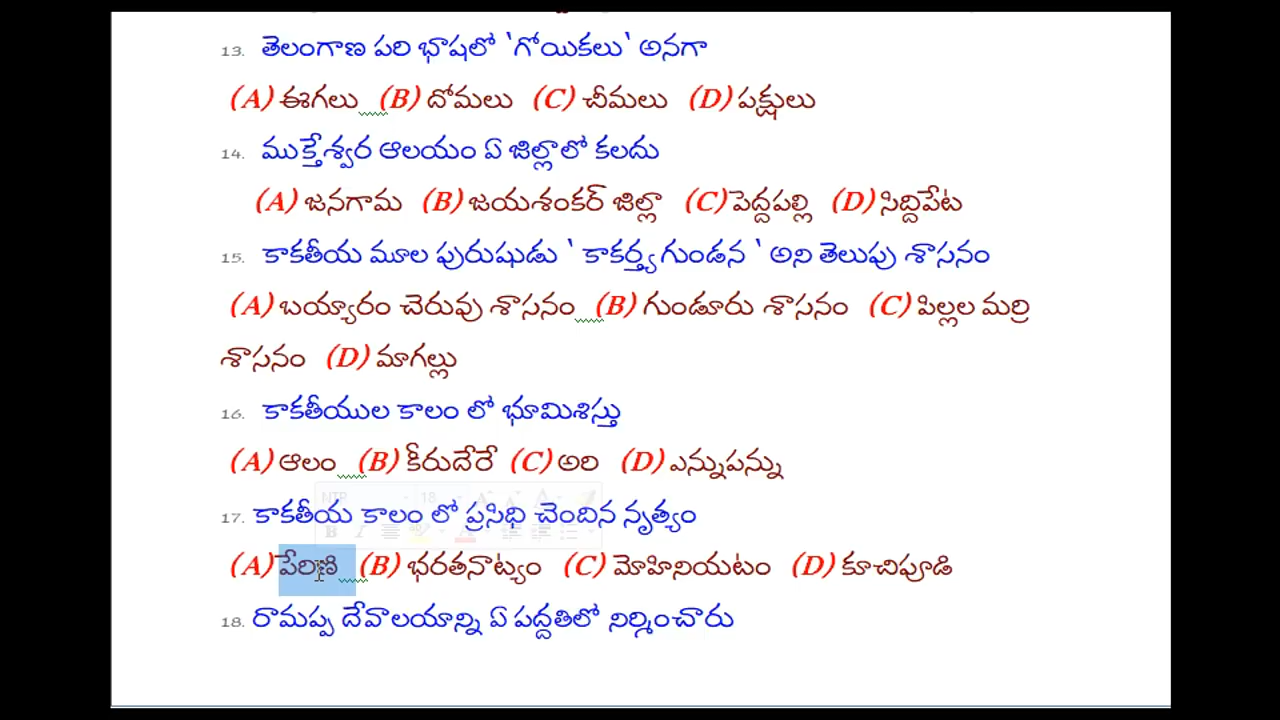 13. తెలంగాణ పరి భాషలో 'గోయికలు' అనగా
(A) ఈగలు (B) దోమలు (C) చీమలు (D) పక్షులు
14. ముక్తేశ్వర ఆలయం ఏ జిల్లాలో కలదు
(A) జనగామ (B) జయశంకర్ జిల్లా (C) పెద్దపల్లి (D) సిద్దిపేట
15. కాకతీయ మూల పురుషుడు ' కాకర్త్య గుండన ' అని తెలుపు శాసనం
(A) బయ్యారం చెరువు శాసనం (B) గుండూరు శాసనం (C) పిల్లల మర్రి
శాసనం (D) మాగల్లు
16. కాకతీయుల కాలం లో భూమిశిస్తు
(A) ఆలం (B) కీరుదేరే (C) అరి (D) ఎన్నుపన్ను
17. కాకతీయ కాలం లో ప్రసిధి చెందిన నృత్యం
(A) పేరిణి (B) భరతనాట్యం (C) మోహినియటం (D) కూచిపూడి
18. రామప్ప దేవాలయాన్ని ఏ పద్దతిలో నిర్మించారు